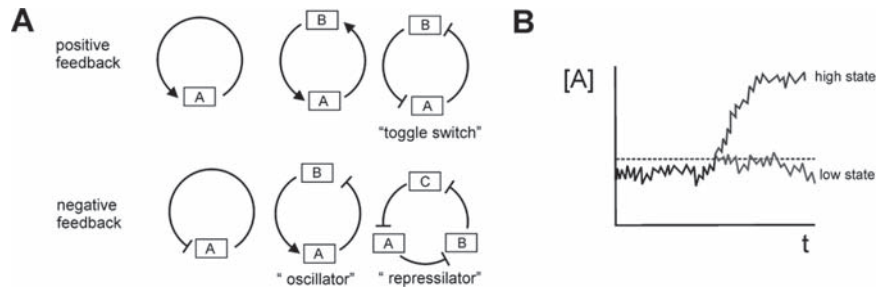 A
positive
feedback
A
B
A
B
A
"toggle switch"
negative
feedback
A
B
A
" oscillator"
C
A
B
" repressilator"
B
[A]
high state
low state
t